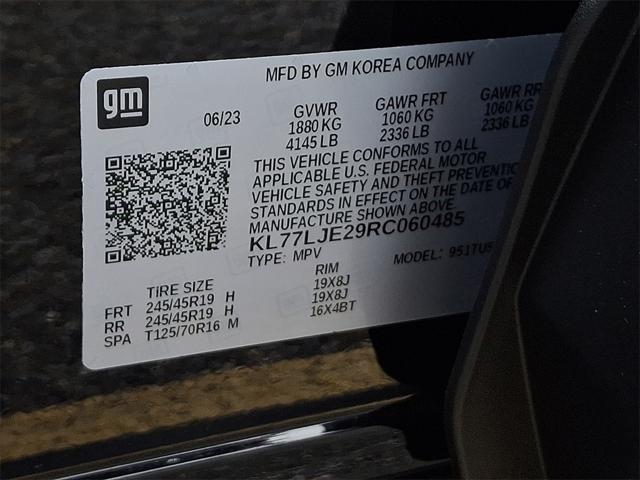 MFD BY GM KOREA COMPANY
gm
06/23
GVWR GAWR FRT GAWR RR
1880 KG 1060 KG 1060 KG
4145 LB 2336 LB 2336 LB
THIS VEHICLE CONFORMS TO ALL
APPLICABLE U.S. FEDERAL MOTOR
VEHICLE SAFETY AND THEFT
STANDARDS IN EFFECT ON THE DATE OF
MANUFACTURE SHOWN ABOVE
KL77LJE29RC060485
TYPE: MPV MODEL:
TIRE SIZE RIM
FRT 245/45R19 H 19X8J
RR 245/45R19 H 19X8J
SPA T125/70R16 M 16X4BT